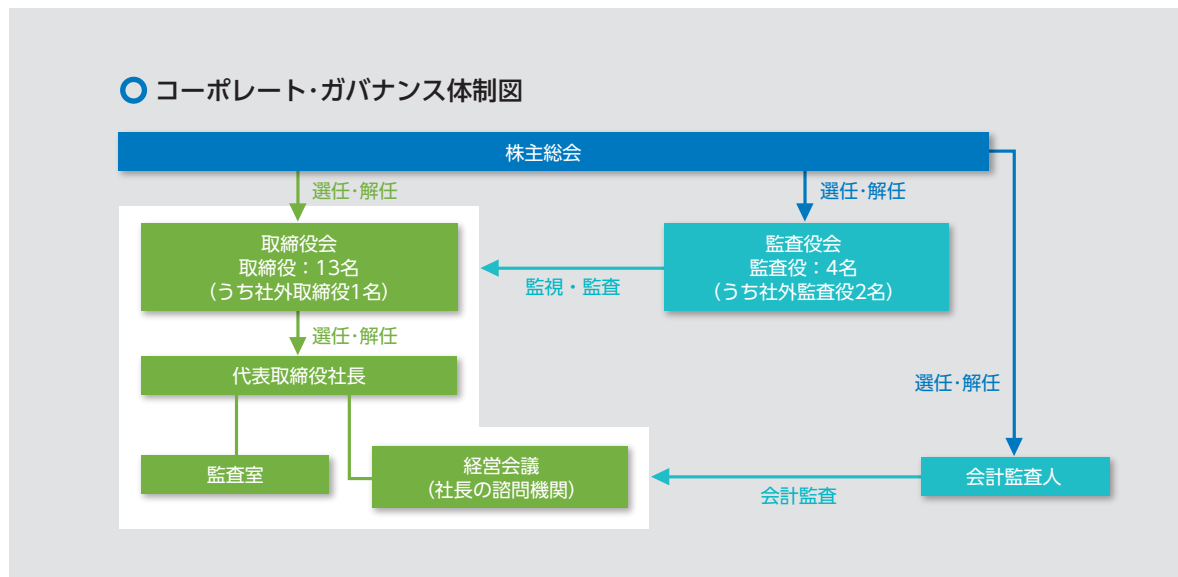 コーポレート・ガバナンス体制図
株主総会
選任・解任
選任・解任
取締役会
取締役：13名
（うち社外取締役1名）
監査役会
監査役：4名
（うち社外監査役2名）
監視・監査
選任・解任
代表取締役社長
選任・解任
監査室
経営会議
（社長の諮問機関）
会計監査人
会計監査